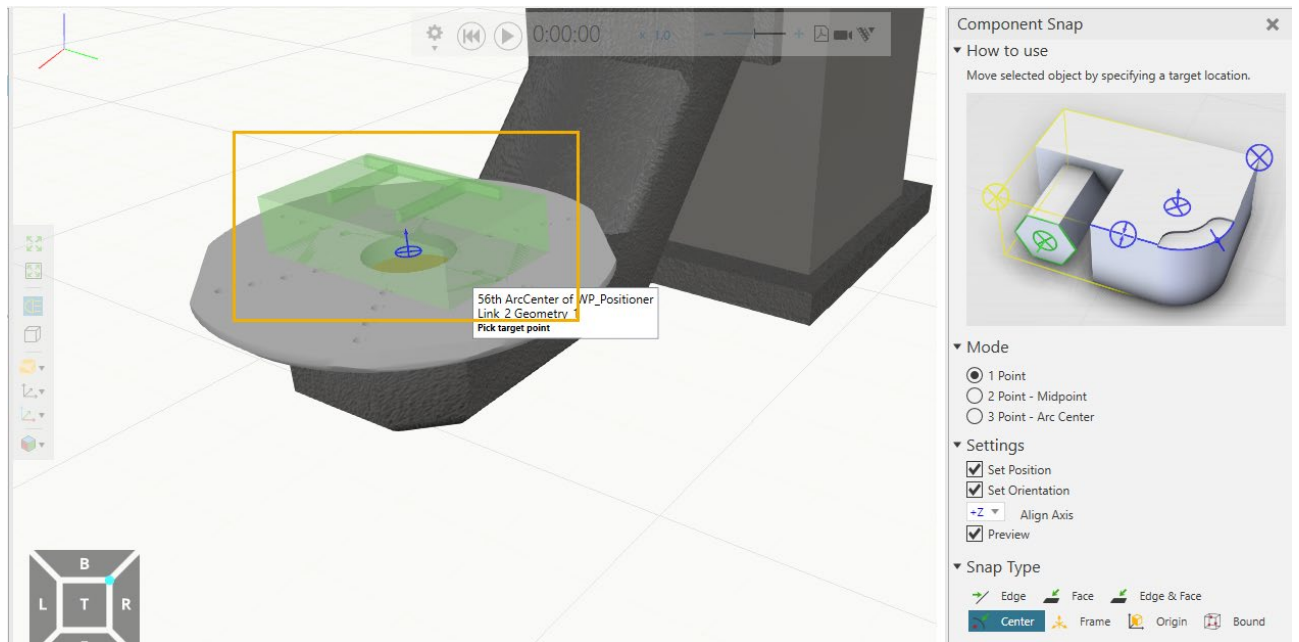 0:00:00
x 1.0
56th ArcCenter of WP_Positioner
Link 2 Geometry 1
Pick target point
B
L
T
R
Component Snap
How to use
Move selected object by specifying a target location.
Mode
1 Point
2 Point - Midpoint
3 Point - Arc Center
Settings
Set Position
Set Orientation
+Z
Align Axis
Preview
Snap Type
Edge
Face
Edge & Face
Center
Frame
Origin
Bound